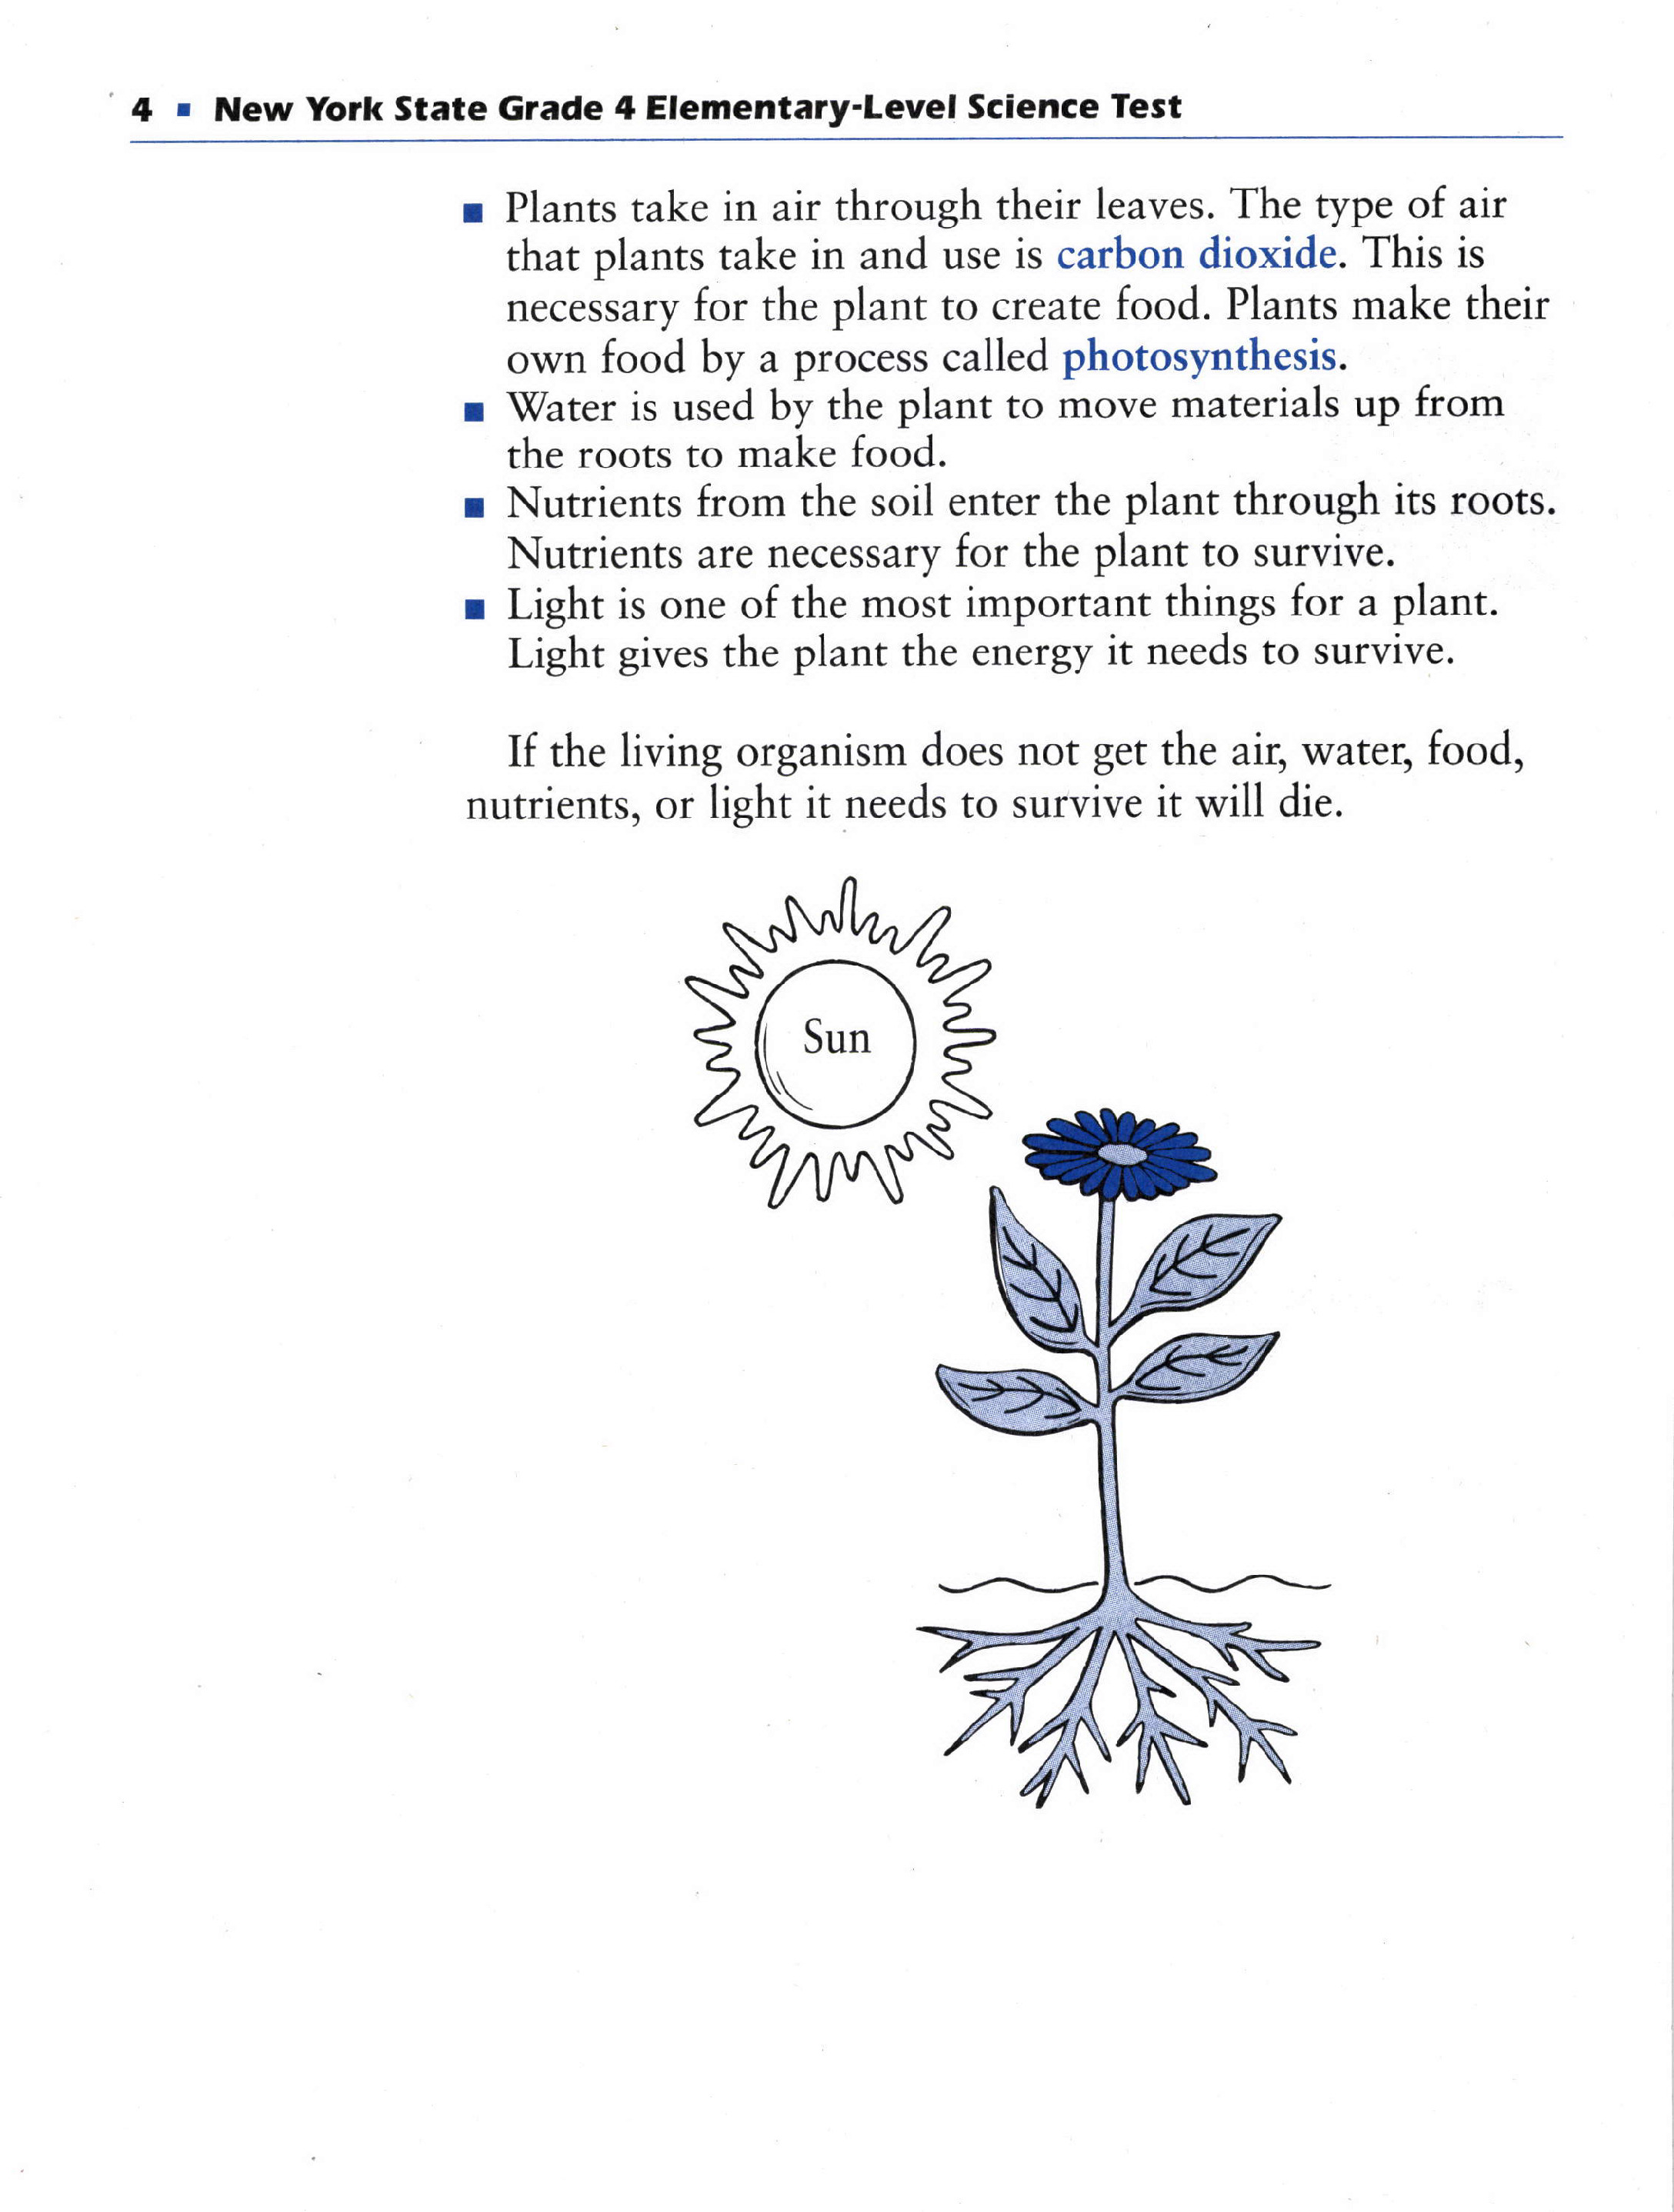 4 ■ New York State Grade 4 Elementary-Level Science Test
■ Plants take in air through their leaves. The type of air
that plants take in and use is carbon dioxide. This is
necessary for the plant to create food. Plants make their
own food by a process called photosynthesis.
■ Water is used by the plant to move materials up from
the roots to make food.
■ Nutrients from the soil enter the plant through its roots.
Nutrients are necessary for the plant to survive.
■ Light is one of the most important things for a plant.
Light gives the plant the energy it needs to survive.
If the living organism does not get the air, water, food,
nutrients, or light it needs to survive it will die.
Sun